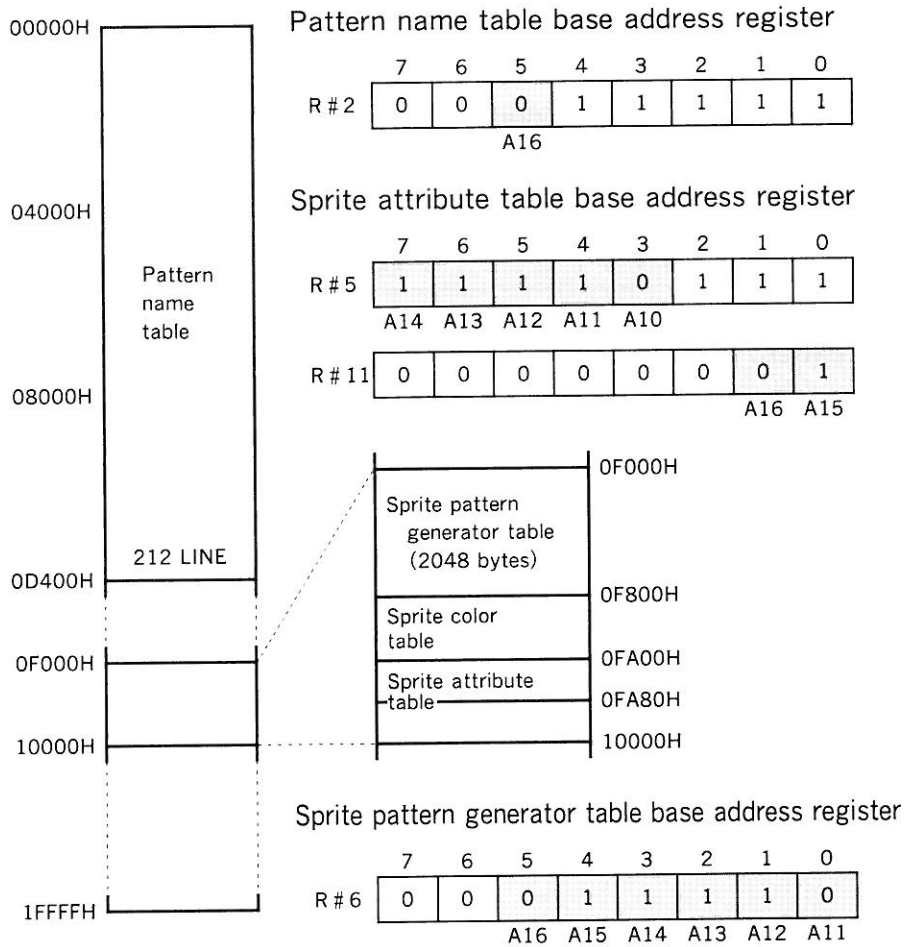 00000H
04000H
Pattern
name
table
08000H
212 LINE
0D400H
0F000H
10000H
1FFFFH
Pattern name table base address register
7 6 5 4 3 2 1 0
R#2 0 0 0 1 1 1 1 1
A16
Sprite attribute table base address register
7 6 5 4 3 2 1 0
R#5 1 1 1 1 0 1 1 1
A14 A13 A12 A11 A10
R#11 0 0 0 0 0 0 0 1
A16 A15
0F000H
Sprite pattern
generator table
(2048 bytes)
0F800H
Sprite color
table
0FA00H
Sprite attribute
table
0FA80H
10000H
Sprite pattern generator table base address register
7 6 5 4 3 2 1 0
R#6 0 0 0 1 1 1 1 0
A16 A15 A14 A13 A12 A11